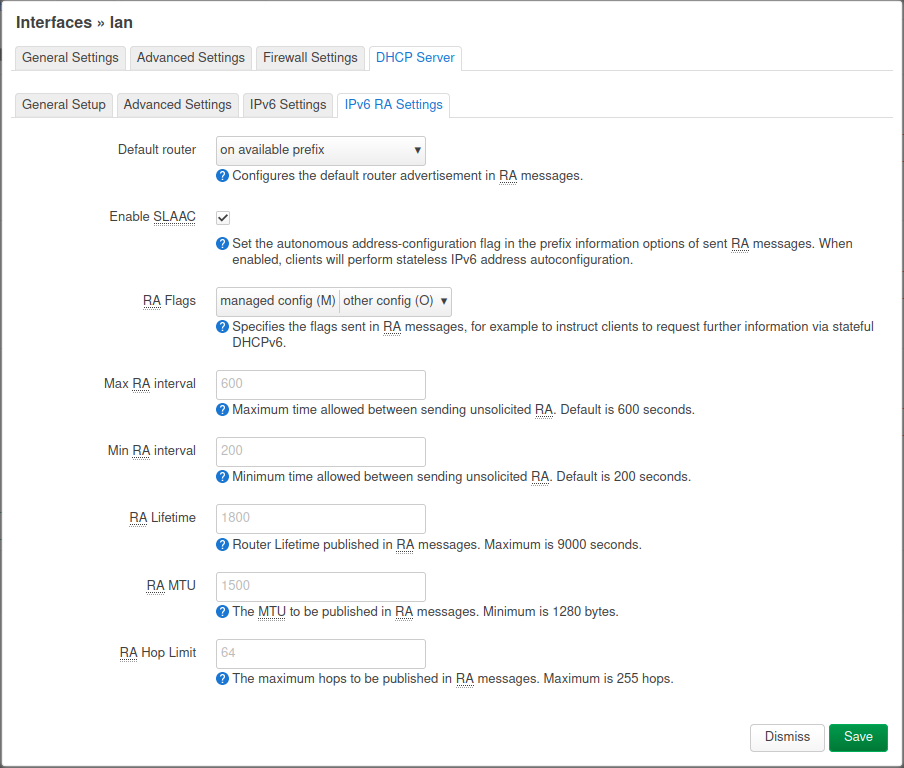 Interfaces » lan
General Settings Advanced Settings Firewall Settings DHCP Server
General Setup Advanced Settings IPv6 Settings IPv6 RA Settings
Default router on available prefix
Configures the default router advertisement in RA messages.
Enable SLAAC
Set the autonomous address-configuration flag in the prefix information options of sent RA messages. When
enabled, clients will perform stateless IPv6 address autoconfiguration.
RA Flags managed config (M) other config (O)
Specifies the flags sent in RA messages, for example to instruct clients to request further information via stateful
DHCPv6.
Max RA interval 600
Maximum time allowed between sending unsolicited RA. Default is 600 seconds.
Min RA interval 200
Minimum time allowed between sending unsolicited RA. Default is 200 seconds.
RA Lifetime 1800
Router Lifetime published in RA messages. Maximum is 9000 seconds.
RA MTU 1500
The MTU to be published in RA messages. Minimum is 1280 bytes.
RA Hop Limit 64
The maximum hops to be published in RA messages. Maximum is 255 hops.
Dismiss Save